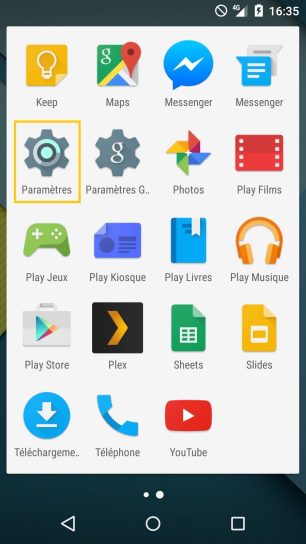 4G 16:35
Keep Maps Messenger Messenger
Paramètres Paramètres G.. Photos Play Films
Play Jeux Play Kiosque Play Livres Play Musique
Play Store Plex Sheets Slides
Téléchargeme.. Téléphone YouTube